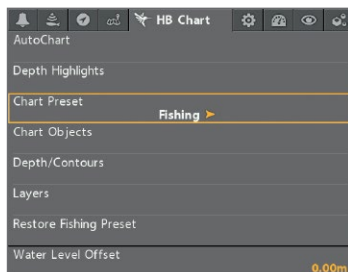 HB Chart
AutoChart
Depth Highlights
Chart Preset
Fishing
Chart Objects
Depth/Contours
Layers
Restore Fishing Preset
Water Level Offset
0.00m